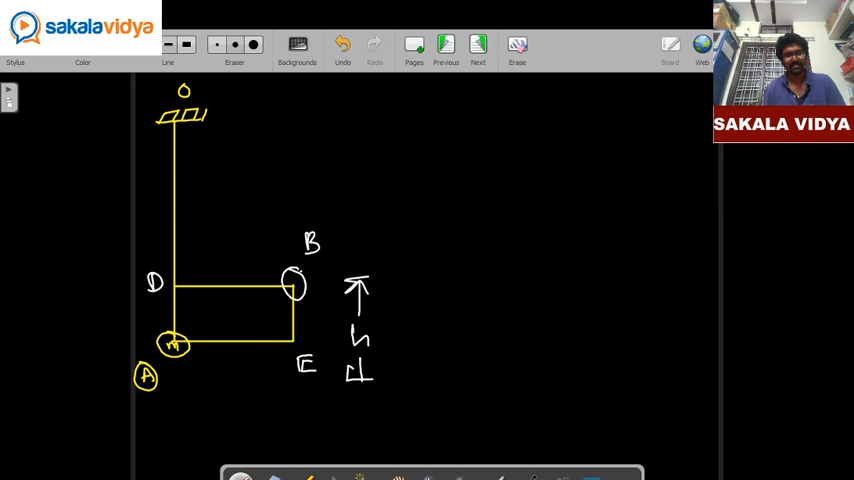 sakalavidya
Stylus
Color
Line
Eraser
Backgrounds
Undo
Redo
Pages
Previous
Next
Erase
Board
Web
SAKALA VIDYA
O
B
D
h
m
E
A